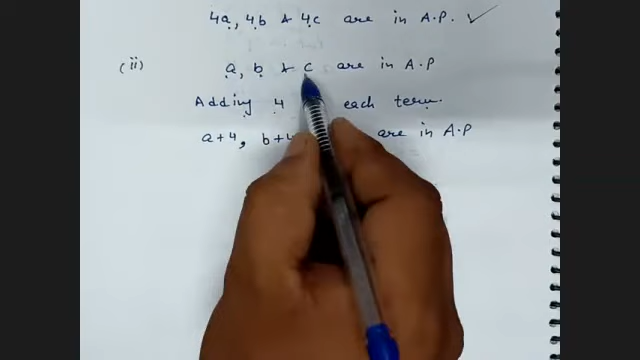 4a, 4b & 4c are in A.P. ✓
(ii) a, b & c are in A.P
Adding 4 each term.
a+4, b+4 are in A.P